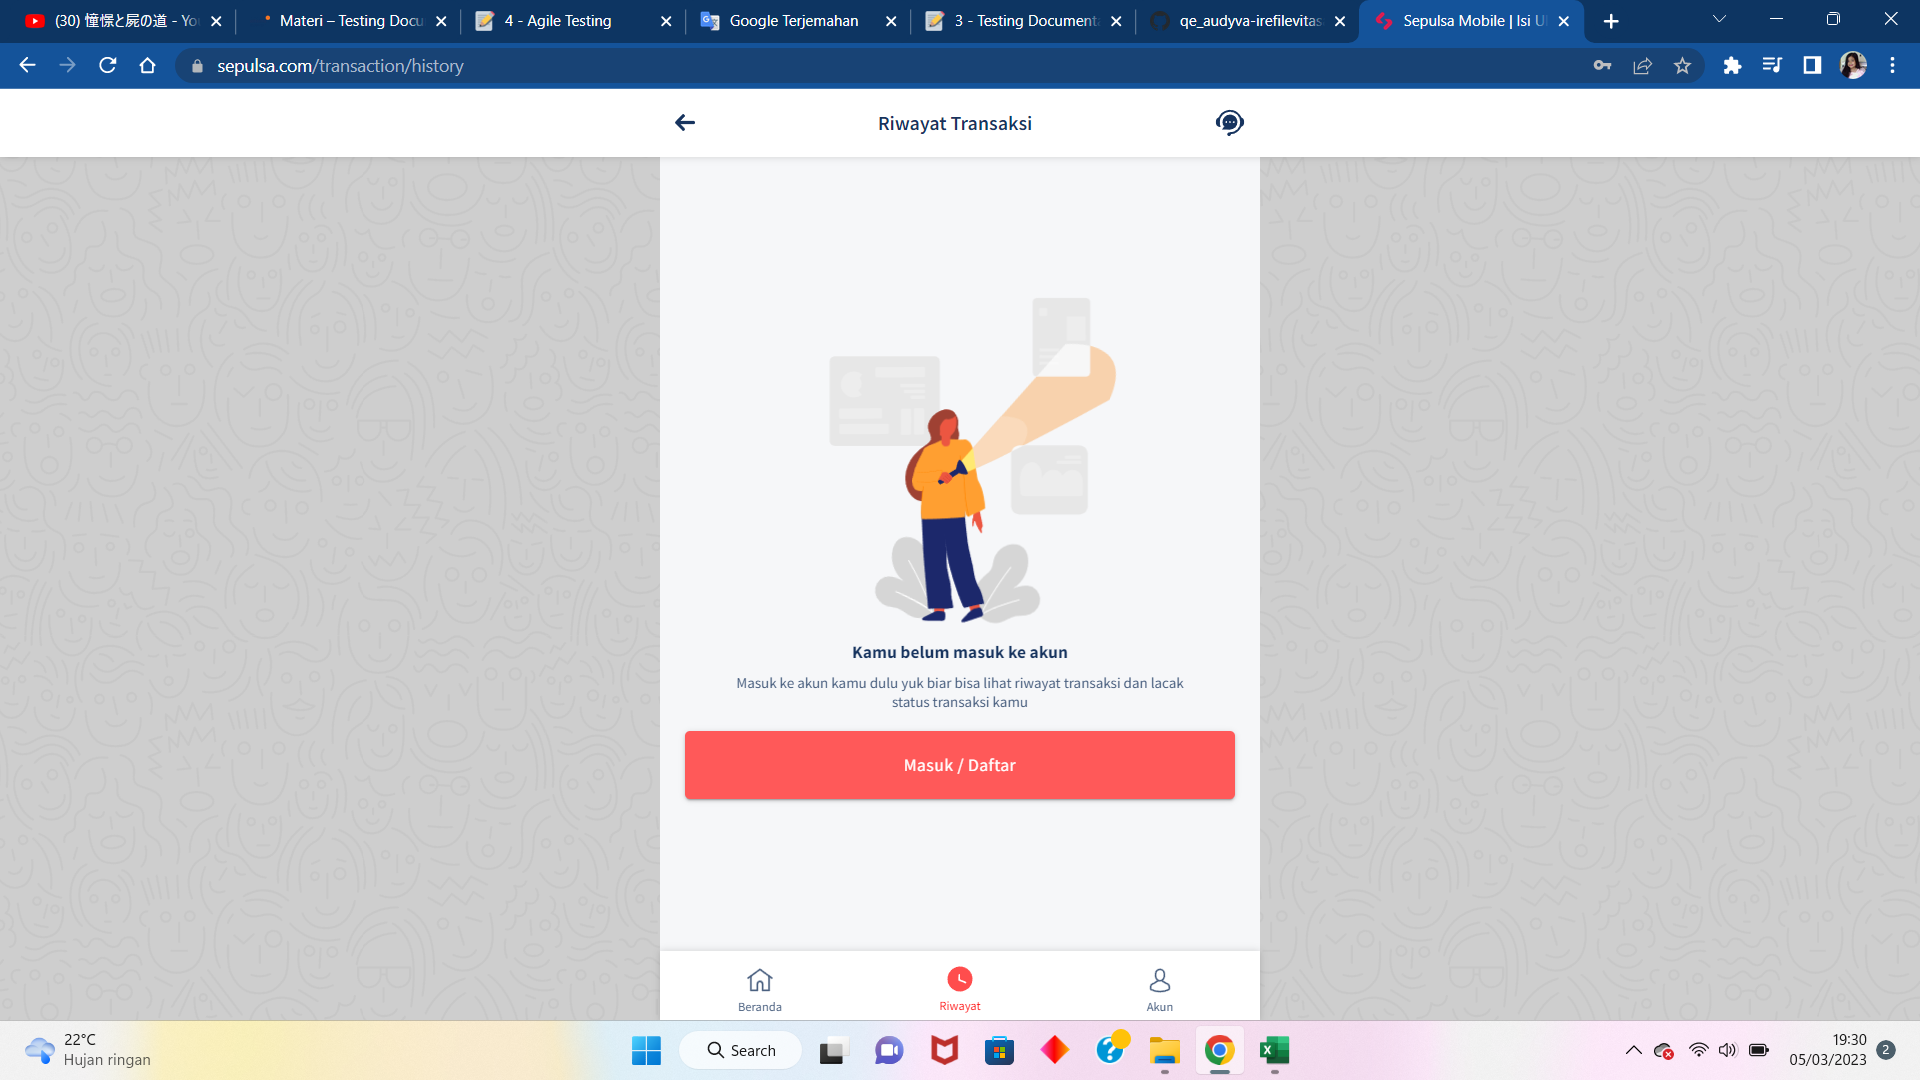 (30) 憧憬と屍の道 - Yo
Materi – Testing Docu
4 - Agile Testing
Google Terjemahan
3 - Testing Documenta
qe_audyva-irefilevitas
Sepulsa Mobile | Isi Ul
sepulsa.com/transaction/history
Riwayat Transaksi
Kamu belum masuk ke akun
Masuk ke akun kamu dulu yuk biar bisa lihat riwayat transaksi dan lacak
status transaksi kamu
Masuk / Daftar
Beranda
Riwayat
Akun
22°C
Hujan ringan
Search
19:30
05/03/2023
2